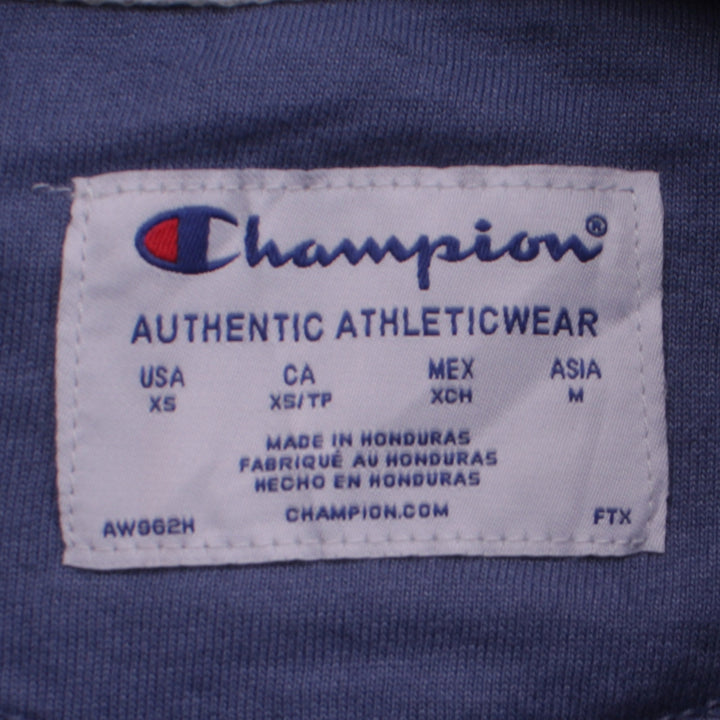 Champion®
AUTHENTIC ATHLETICWEAR
USA CA MEX ASIA
XS XS/TP XCH M
MADE IN HONDURAS
FABRIQUÉ AU HONDURAS
HECHO EN HONDURAS
CHAMPION.COM
AW962H FTX